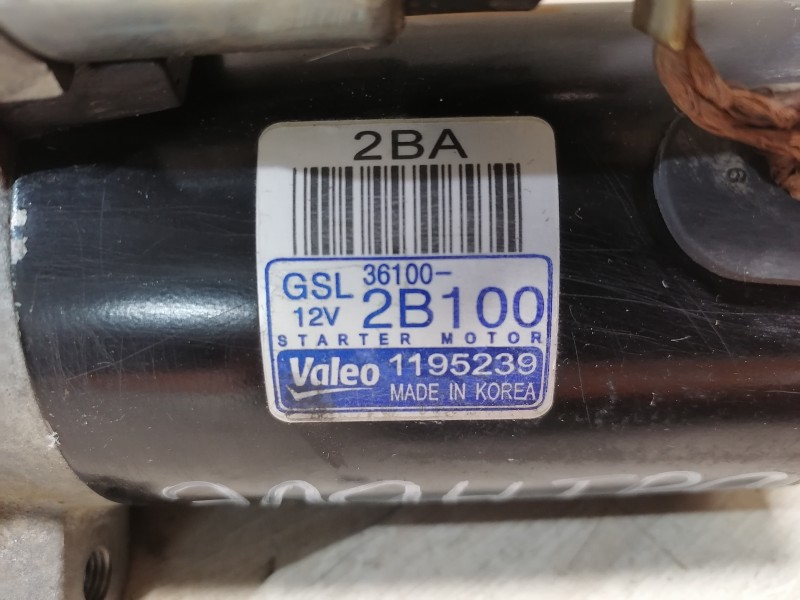 2BA
GSL 36100-
12V 2B100
STARTER MOTOR
Valeo 1195239
MADE IN KOREA